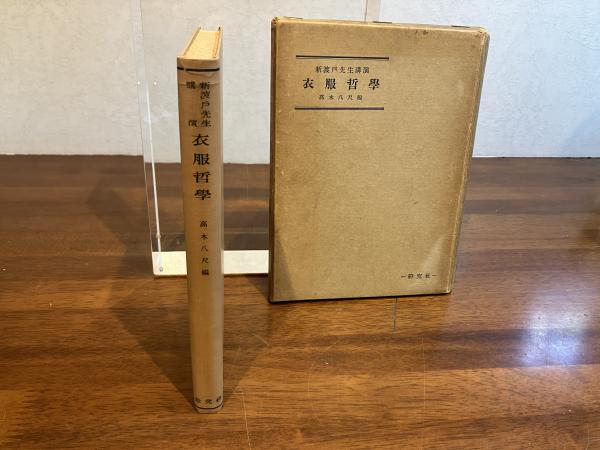 新渡戸先生
講演
衣服哲學
高木八尺編
研究社
新渡戸先生講演
衣服哲學
高木八尺編
—研究社—